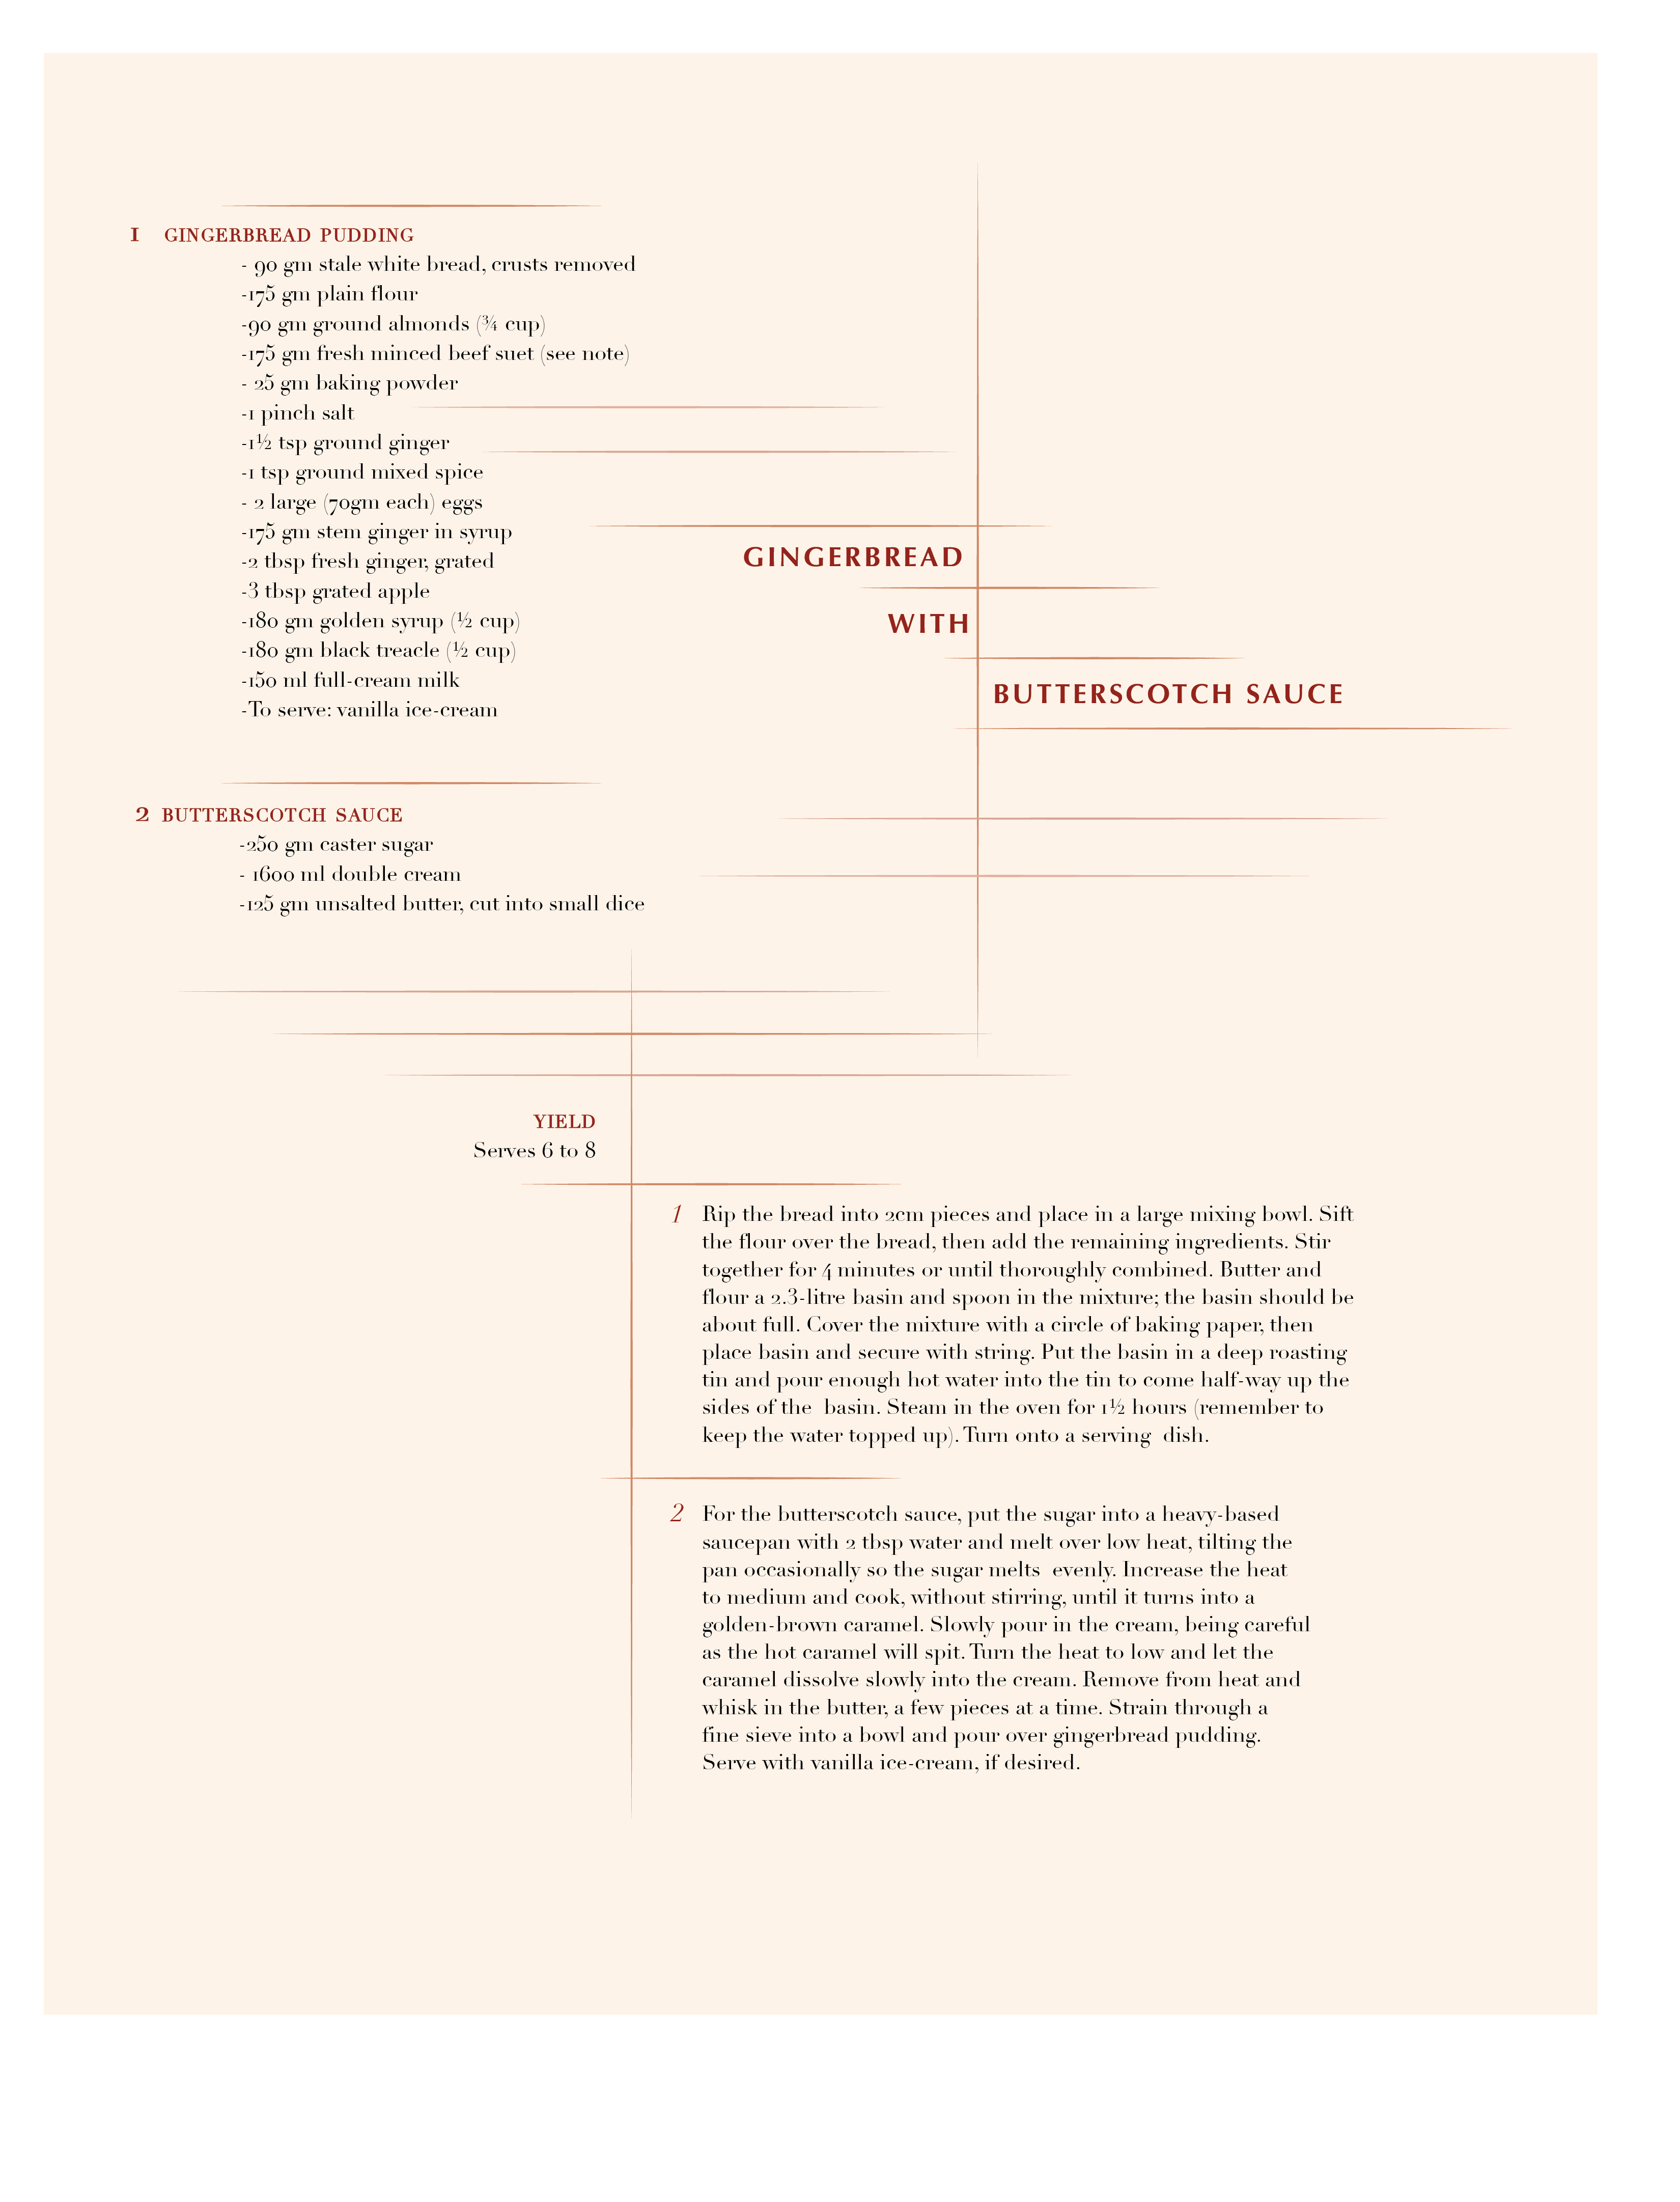 1 GINGERBREAD PUDDING
- 90 gm stale white bread, crusts removed
-175 gm plain flour
-90 gm ground almonds (¾ cup)
-175 gm fresh minced beef suet (see note)
- 25 gm baking powder
-1 pinch salt
-1½ tsp ground ginger
-1 tsp ground mixed spice
- 2 large (70gm each) eggs
-175 gm stem ginger in syrup
-2 tbsp fresh ginger, grated
-3 tbsp grated apple
-180 gm golden syrup (½ cup)
-180 gm black treacle (½ cup)
-150 ml full-cream milk
-To serve: vanilla ice-cream
GINGERBREAD
WITH
BUTTERSCOTCH SAUCE
2 BUTTERSCOTCH SAUCE
-250 gm caster sugar
- 1600 ml double cream
-125 gm unsalted butter, cut into small dice
YIELD
Serves 6 to 8
1 Rip the bread into 2cm pieces and place in a large mixing bowl. Sift
the flour over the bread, then add the remaining ingredients. Stir
together for 4 minutes or until thoroughly combined. Butter and
flour a 2.3-litre basin and spoon in the mixture; the basin should be
about full. Cover the mixture with a circle of baking paper, then
place basin and secure with string. Put the basin in a deep roasting
tin and pour enough hot water into the tin to come half-way up the
sides of the basin. Steam in the oven for 1½ hours (remember to
keep the water topped up). Turn onto a serving dish.
2 For the butterscotch sauce, put the sugar into a heavy-based
saucepan with 2 tbsp water and melt over low heat, tilting the
pan occasionally so the sugar melts evenly. Increase the heat
to medium and cook, without stirring, until it turns into a
golden-brown caramel. Slowly pour in the cream, being careful
as the hot caramel will spit. Turn the heat to low and let the
caramel dissolve slowly into the cream. Remove from heat and
whisk in the butter, a few pieces at a time. Strain through a
fine sieve into a bowl and pour over gingerbread pudding.
Serve with vanilla ice-cream, if desired.